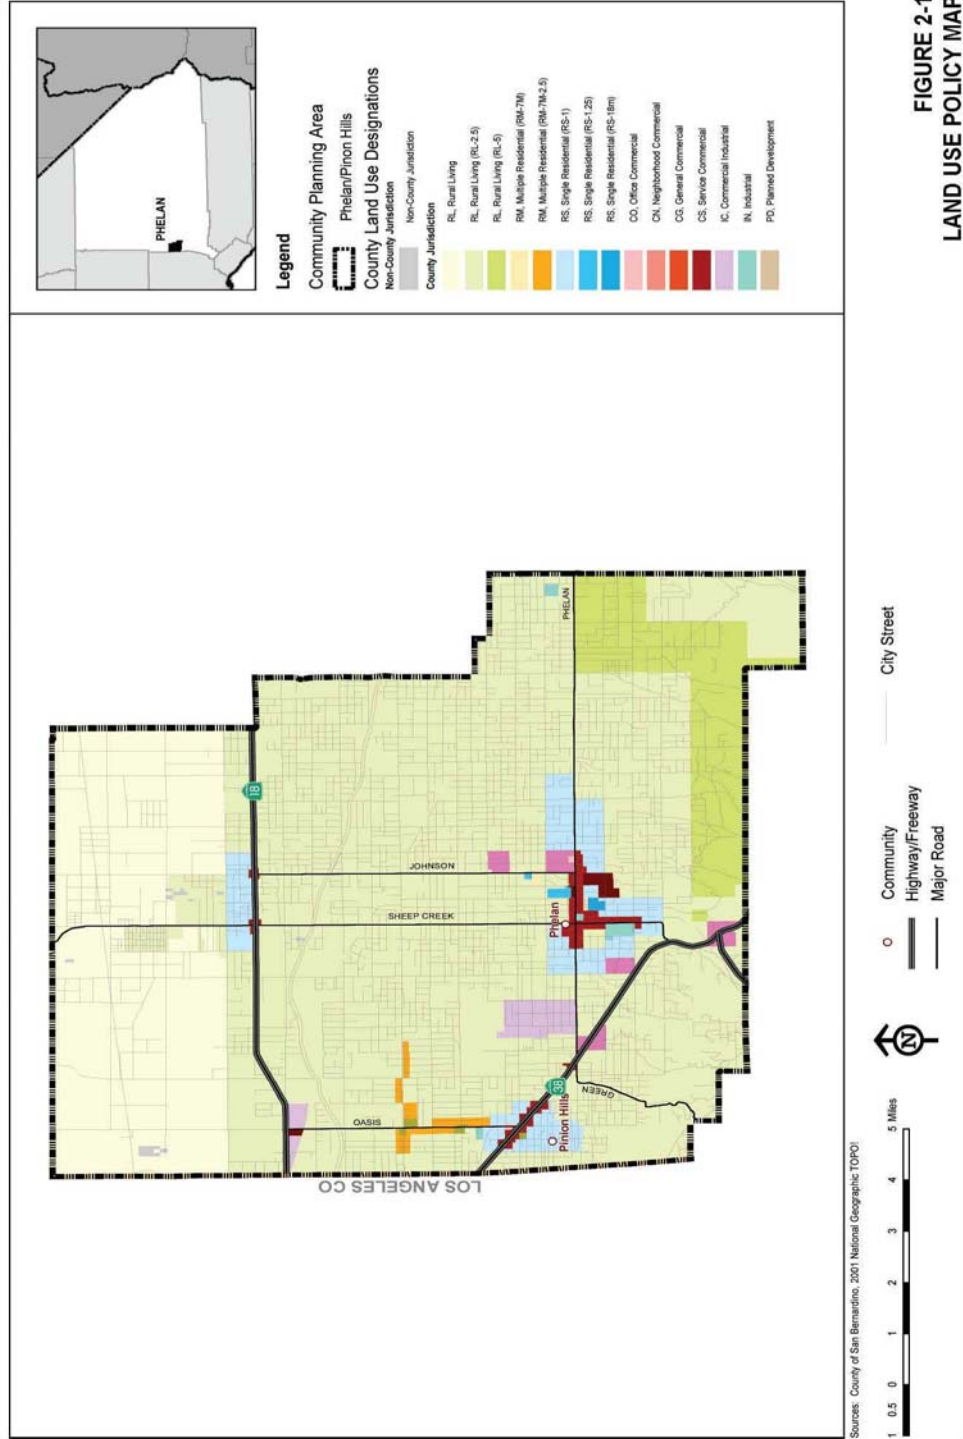 FIGURE 2-1
LAND USE POLICY MAP
PHELAN
Legend
Community Planning Area
Phelan/Pinon Hills
County Land Use Designations
Non-County Jurisdiction
Non-County Jurisdiction
County Jurisdiction
RL, Rural Living
RL, Rural Living (RL-2.5)
RL, Rural Living (RL-5)
RM, Multiple Residential (RM-7M)
RM, Multiple Residential (RM-7M-2.5)
RS, Single Residential (RS-1)
RS, Single Residential (RS-1.25)
RS, Single Residential (RS-18m)
CO, Office Commercial
CN, Neighborhood Commercial
CG, General Commercial
CS, Service Commercial
IC, Commercial Industrial
IN, Industrial
PD, Planned Development
18
JOHNSON
SHEEP CREEK
OASIS
LOS ANGELES CO
Phelan
PHELAN
38
GREEN
Pinion Hills
Sources: County of San Bernardino, 2001 National Geographic TOPO!
1 0.5 0 1 2 3 4 5 Miles
N
Community
Highway/Freeway
Major Road
City Street